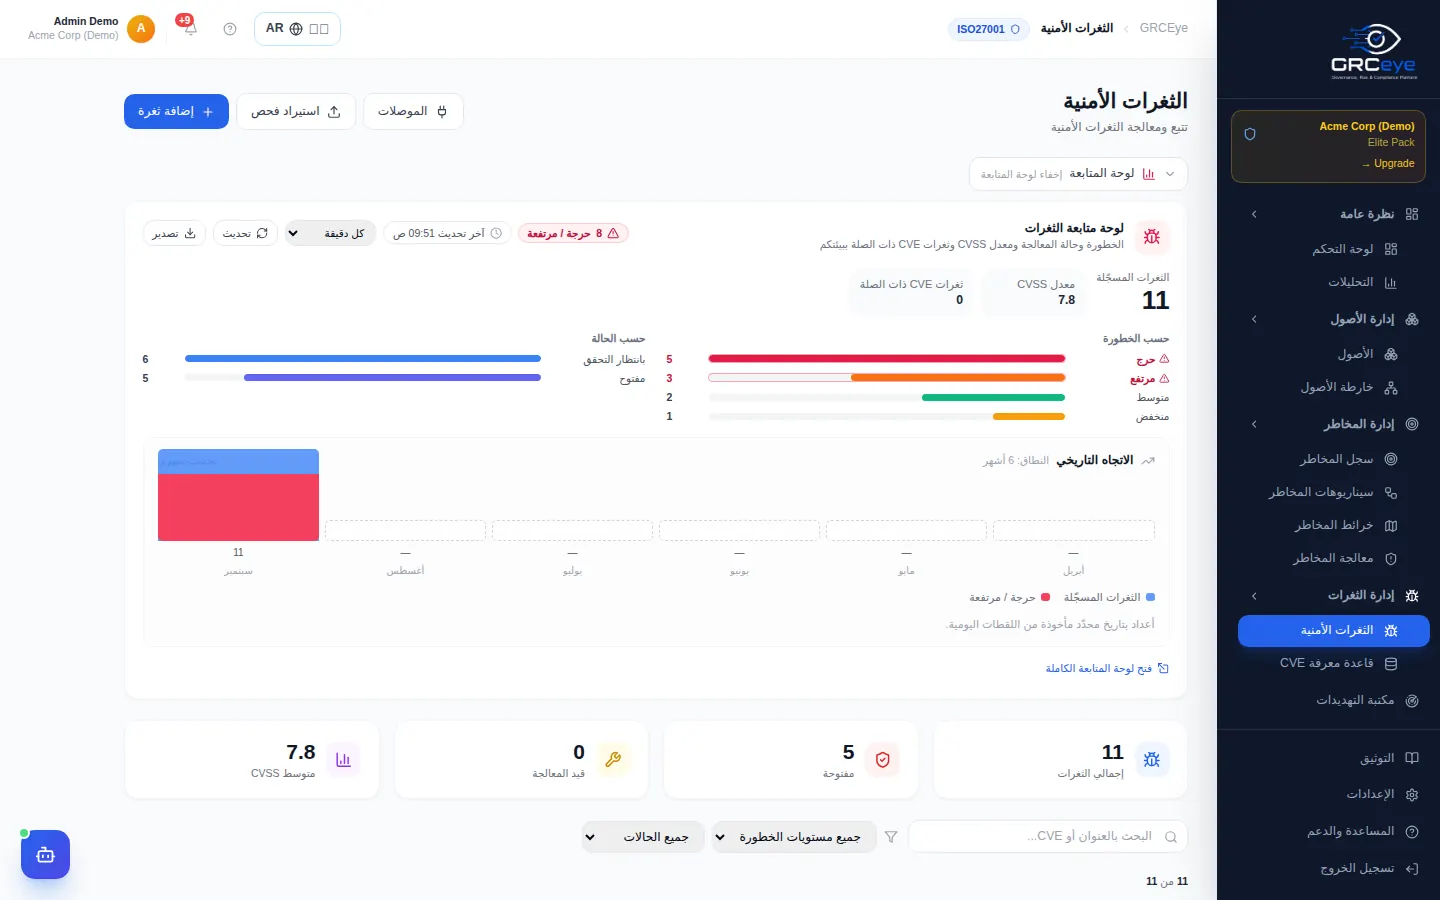 GRCeye
Governance, Risk & Compliance Platform
Acme Corp (Demo)
Elite Pack
Upgrade →
نظرة عامة
لوحة التحكم
التحليلات
إدارة الأصول
الأصول
خارطة الأصول
إدارة المخاطر
سجل المخاطر
سيناريوهات المخاطر
خرائط المخاطر
معالجة المخاطر
إدارة الثغرات
الثغرات الأمنية
قاعدة معرفة CVE
مكتبة التهديدات
التوثيق
الإعدادات
المساعدة والدعم
تسجيل الخروج
GRCEye
الثغرات الأمنية
ISO27001
AR
9+
A
Admin Demo
Acme Corp (Demo)
الثغرات الأمنية
تتبع ومعالجة الثغرات الأمنية
الموصلات
استيراد فحص
إضافة ثغرة
لوحة المتابعة إخفاء لوحة المتابعة
لوحة متابعة الثغرات
الخطورة وحالة المعالجة ومعدل CVSS وثغرات CVE ذات الصلة ببيئتكم
8 حرجة / مرتفعة
آخر تحديث 09:51 ص
كل دقيقة
تحديث
تصدير
الثغرات المسجّلة
11
معدل CVSS
7.8
ثغرات CVE ذات الصلة
0
حسب الخطورة
حرج 5
مرتفع 3
متوسط 2
منخفض 1
حسب الحالة
بانتظار التحقق 6
مفتوح 5
الاتجاه التاريخي النطاق: 6 أشهر
— — — — — 11
أبريل مايو يونيو يوليو أغسطس سبتمبر
الثغرات المسجّلة حرجة / مرتفعة
أعداد بتاريخ محدّد مأخوذة من اللقطات اليومية.
فتح لوحة المتابعة الكاملة
11
إجمالي الثغرات
5
مفتوحة
0
قيد المعالجة
7.8
متوسط CVSS
البحث بالعنوان أو CVE...
جميع مستويات الخطورة
جميع الحالات
11 من 11